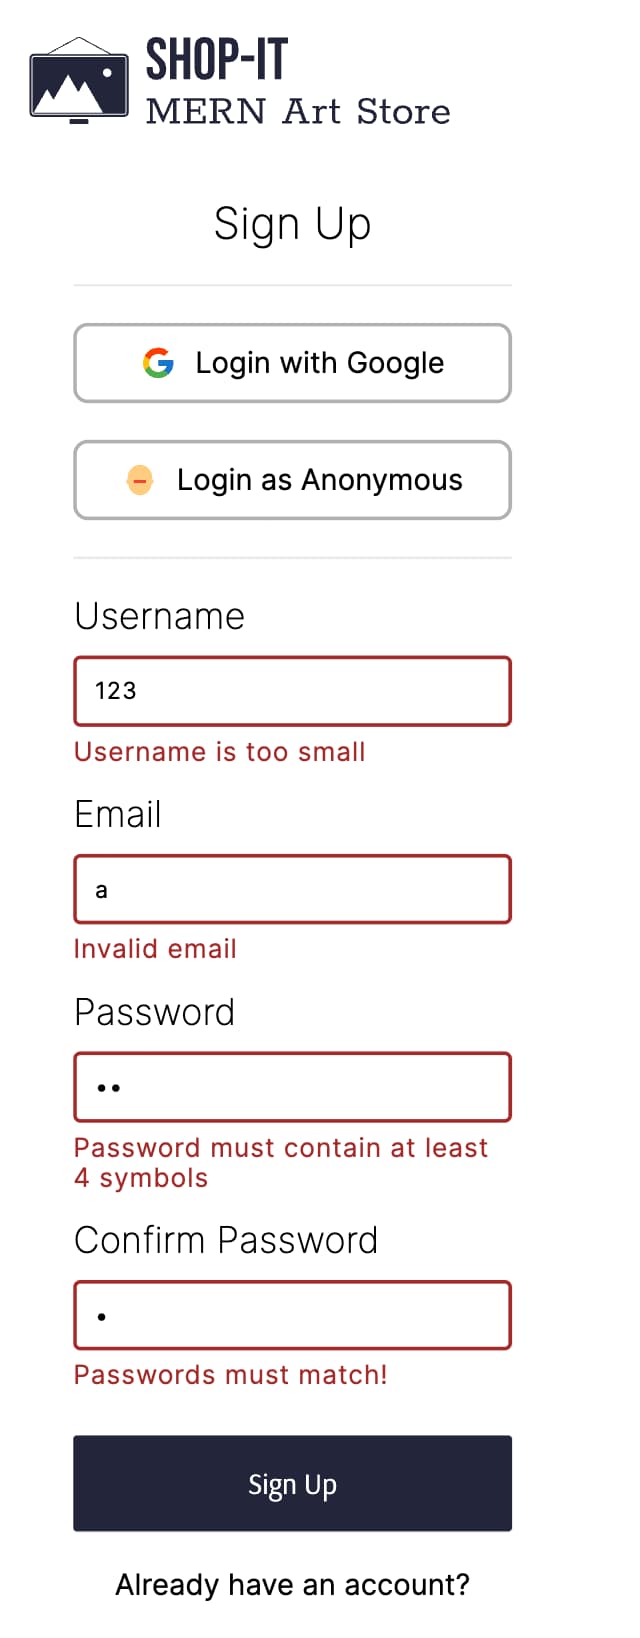 SHOP-IT
MERN Art Store
Sign Up
Login with Google
Login as Anonymous
Username
123
Username is too small
Email
a
Invalid email
Password
••
Password must contain at least
4 symbols
Confirm Password
•
Passwords must match!
Sign Up
Already have an account?